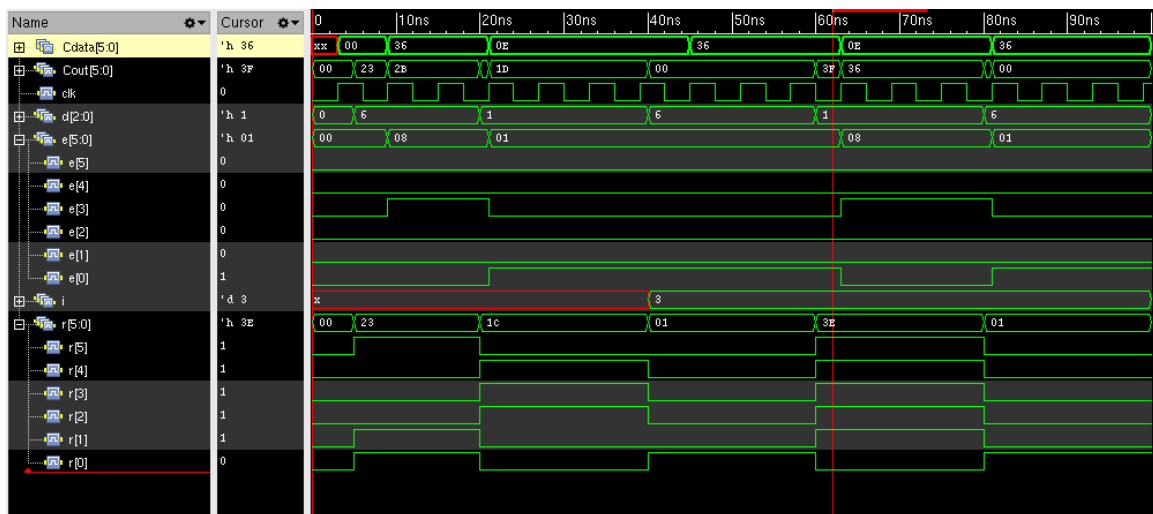 Name Cursor 0 10ns 20ns 30ns 40ns 50ns 60ns 70ns 80ns 90ns
Cdata[5:0] 'h 36 xx 00 36 0E 36 0E 36
Cout[5:0] 'h 3F 00 23 2B 1D 00 3F 36 00
clk 0
d[2:0] 'h 1 0 6 1 6 1 6
e[5:0] 'h 01 00 08 01 08 01
e[5] 0
e[4] 0
e[3] 0
e[2] 0
e[1] 0
e[0] 1
i 'd 3 x 3
r[5:0] 'h 3E 00 23 1c 01 3E 01
r[5] 1
r[4] 1
r[3] 1
r[2] 1
r[1] 1
r[0] 0